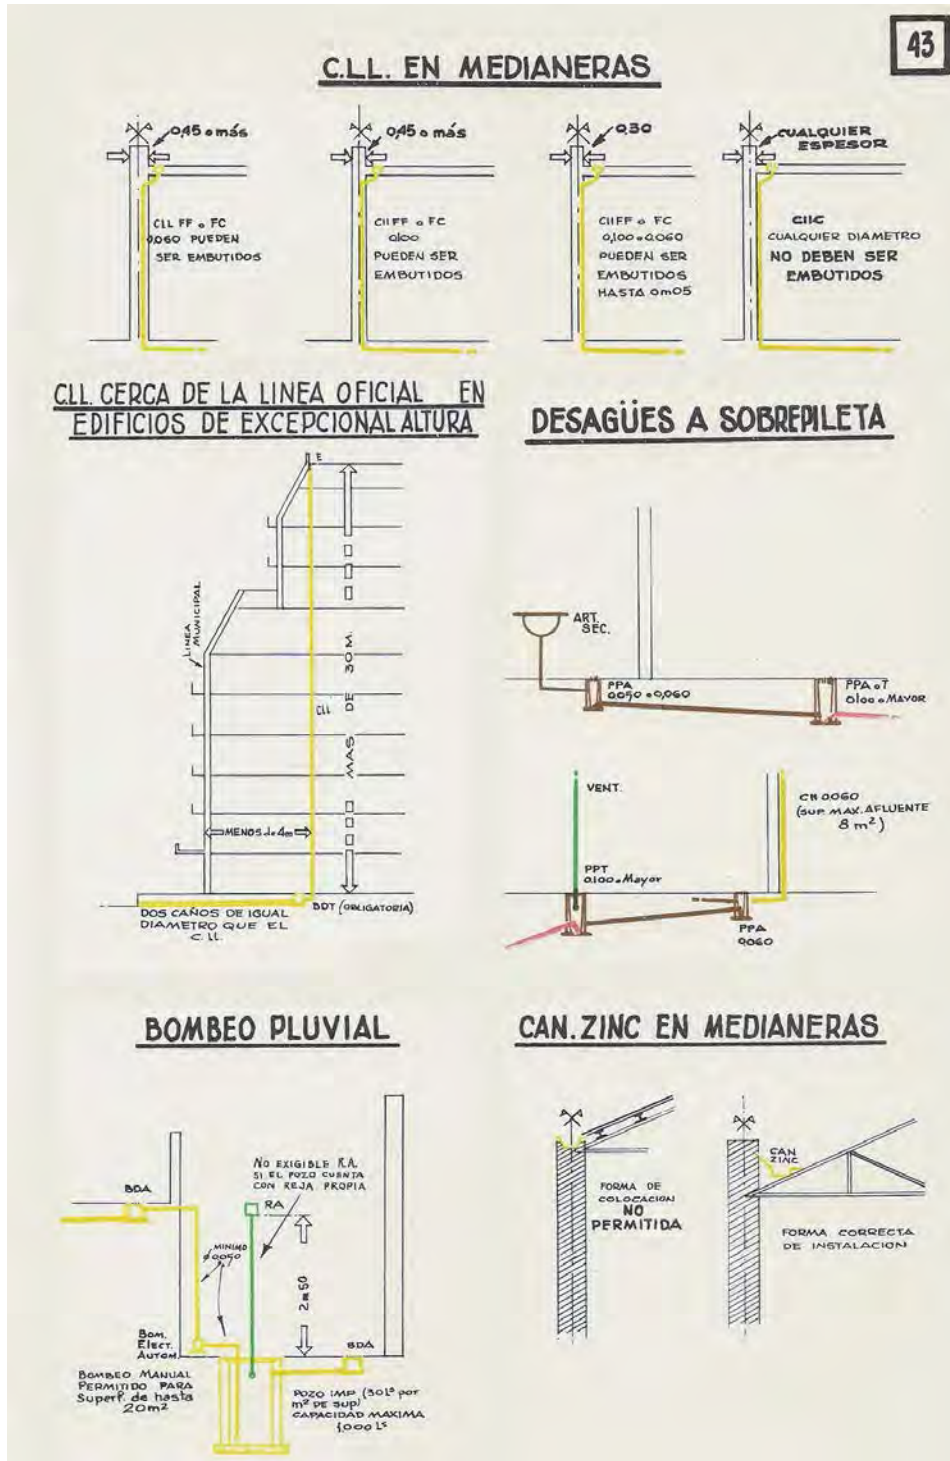 43
C.LL. EN MEDIANERAS
0,45 o más
CLL FF o FC
0,060 PUEDEN
SER EMBUTIDOS
0,45 o más
CllFF o FC
0,100
PUEDEN SER
EMBUTIDOS
0,30
CllFF o FC
0,100 o 0,060
PUEDEN SER
EMBUTIDOS
HASTA 0m05
CUALQUIER
ESPESOR
CllC
CUALQUIER DIAMETRO
NO DEBEN SER
EMBUTIDOS
C.LL. CERCA DE LA LINEA OFICIAL EN
EDIFICIOS DE EXCEPCIONAL ALTURA
E
LINEA
MUNICIPAL
CLL
MAS DE 30M.
MENOS de 4m
BDT (OBLIGATORIA)
DOS CAÑOS DE IGUAL
DIAMETRO QUE EL
C.LL.
DESAGÜES A SOBREPILETA
ART.
SEC.
PPA
0,050 o 0,060
PPA o T
0,100 o MAYOR
VENT.
CH 0,060
(SUP. MAX. AFLUENTE
8 m²)
PPT
0,100 o Mayor
PPA
0,060
BOMBEO PLUVIAL
BDA
NO EXIGIBLE R.A.
SI EL POZO CUENTA
CON REJA PROPIA
RA
MINIMO
ø 0,050
2m50
BOM.
ELECT.
AUTOM.
BDA
BOMBEO MANUAL
PERMITIDO PARA
Superf. de hasta
20m2
POZO IMP (30Ls por
m² DE SUP)
CAPACIDAD MAXIMA
1,000 Ls
CAN. ZINC EN MEDIANERAS
FORMA DE
COLOCACION
NO
PERMITIDA
CAN
ZINC
FORMA CORRECTA
DE INSTALACION